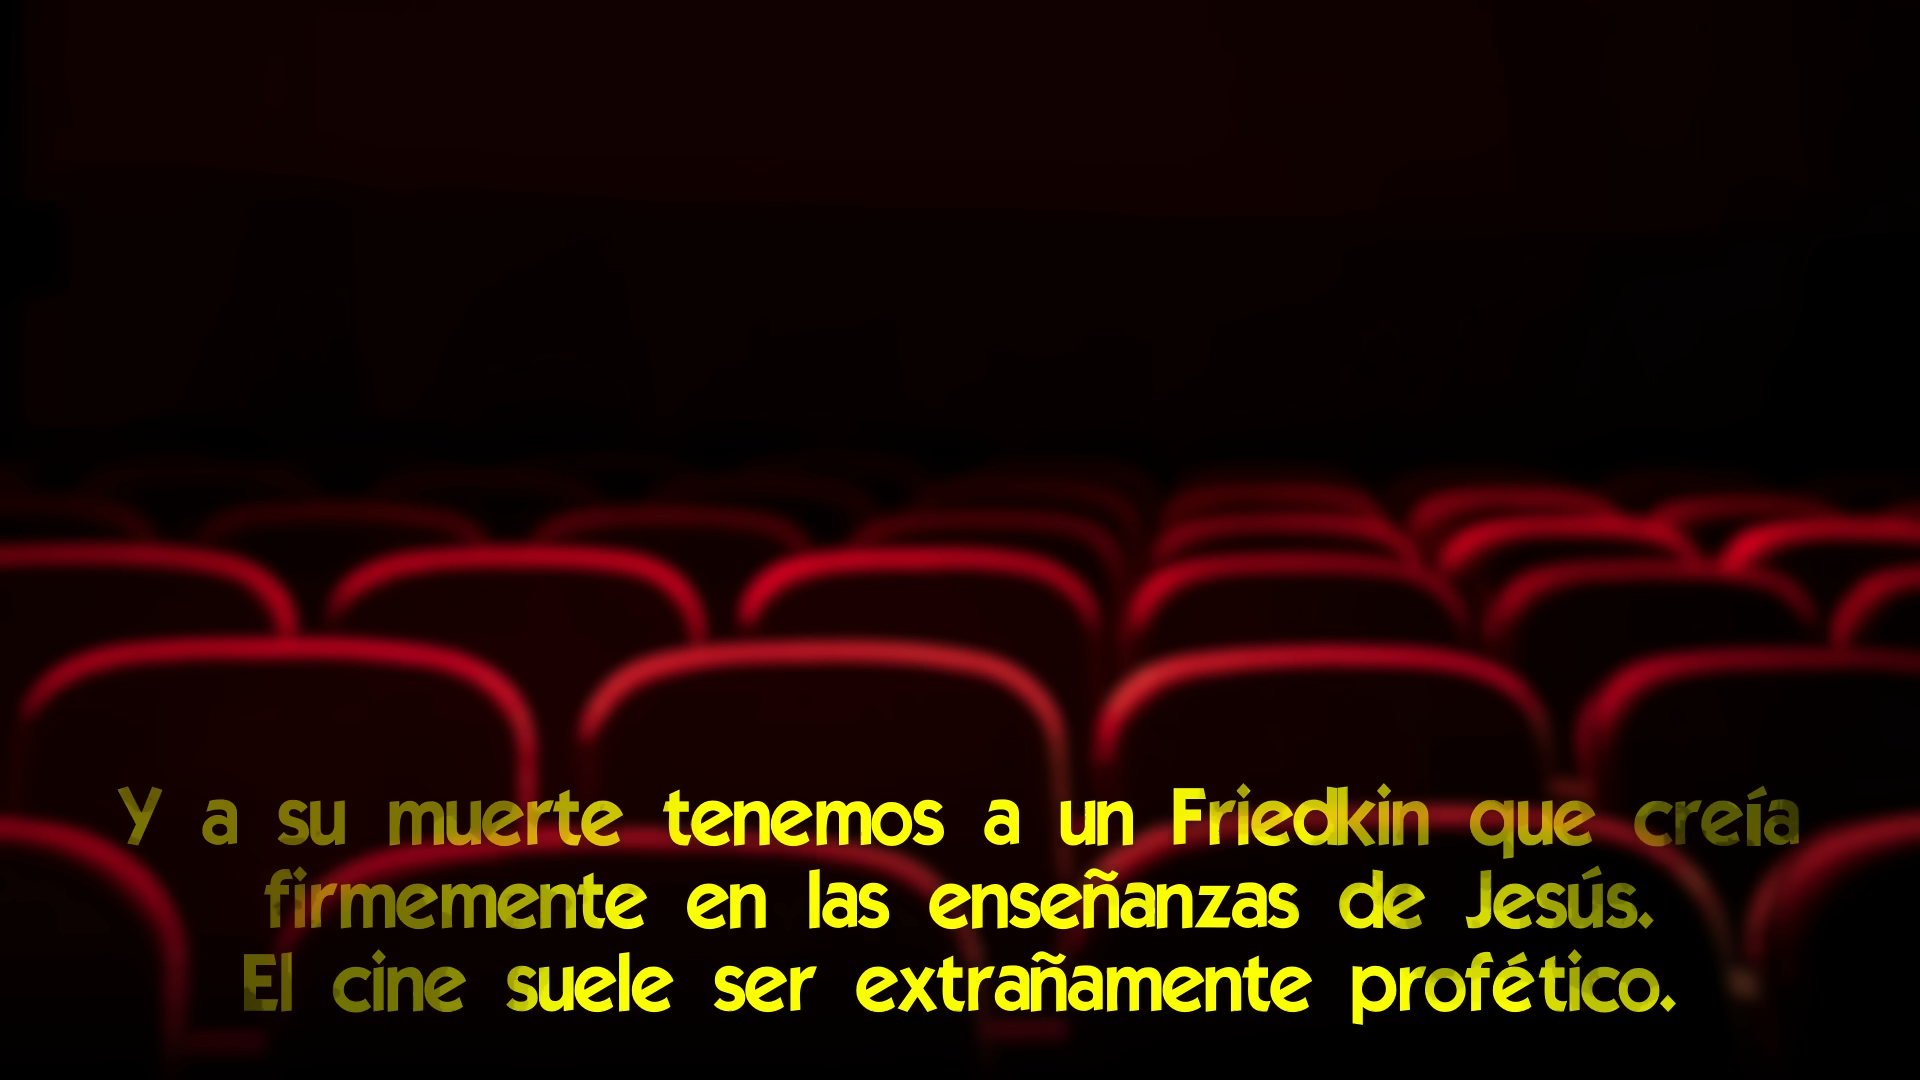 Y a su muerte tenemos a un Friedkin que creía
firmemente en las enseñanzas de Jesús.
El cine suele ser extrañamente profético.